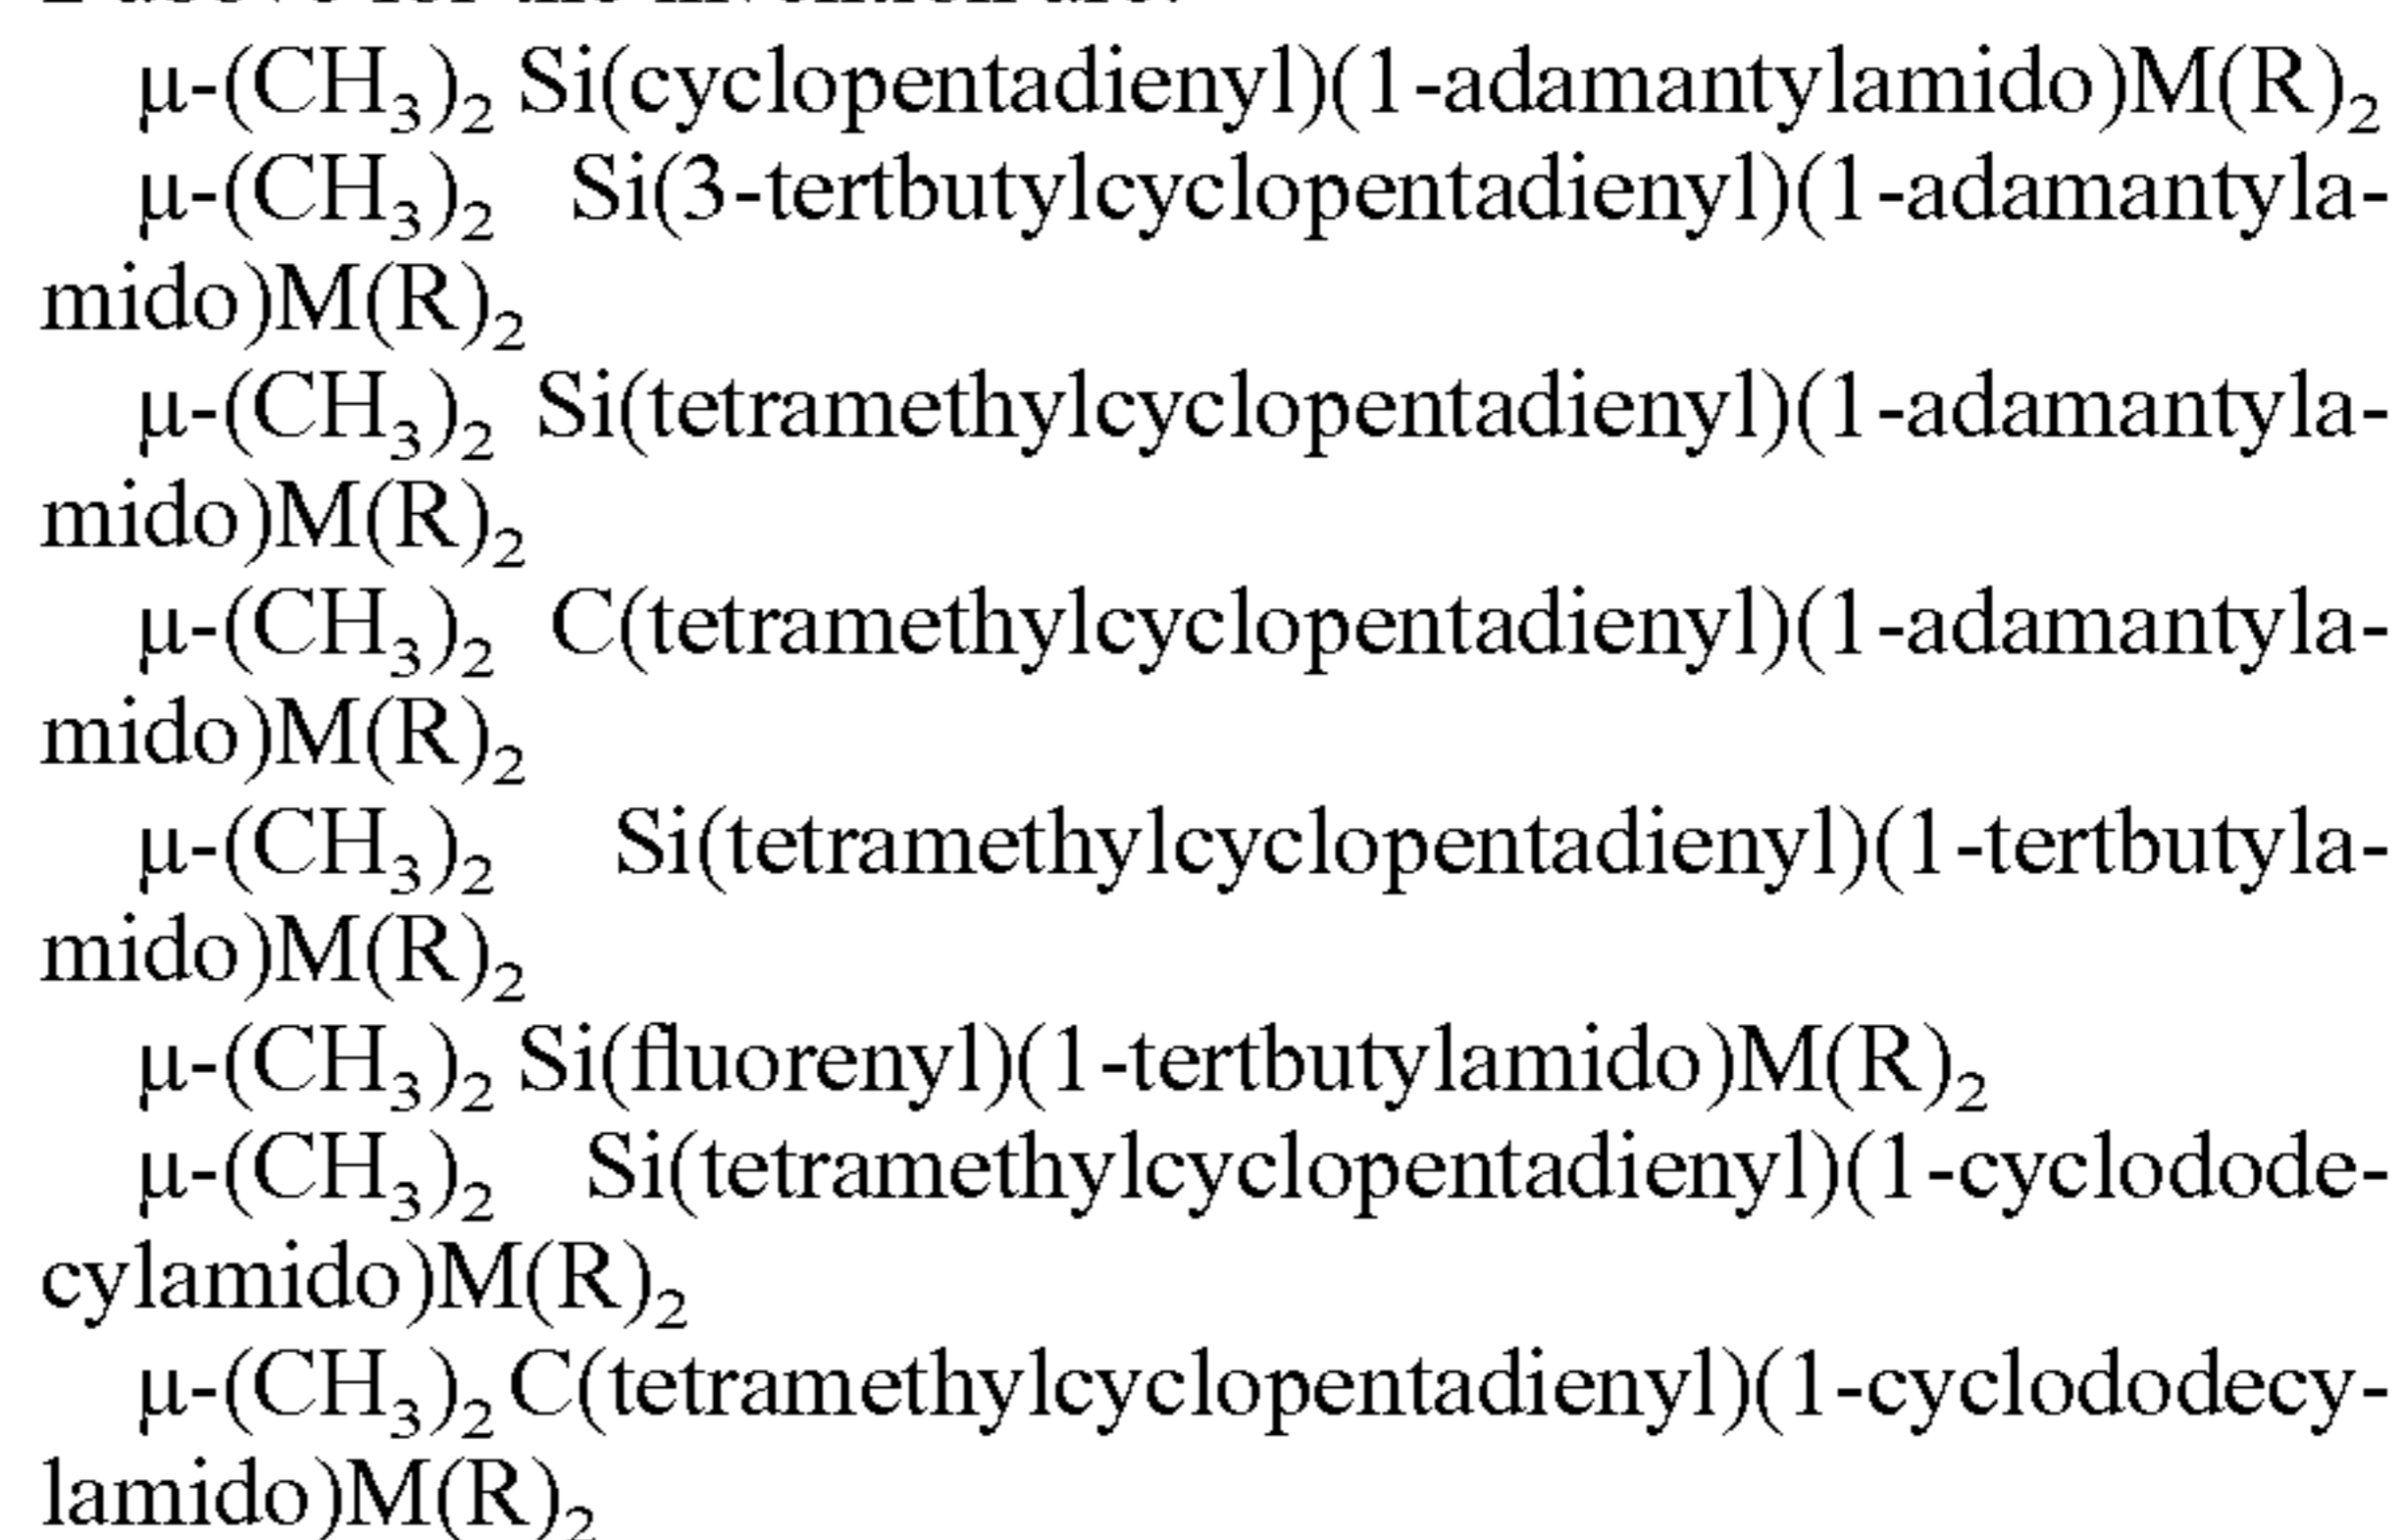 μ-(CH₃)₂ Si(cyclopentadienyl)(1-adamantylamido)M(R)₂
μ-(CH₃)₂ Si(3-tertbutylcyclopentadienyl)(1-adamantyla-
mido)M(R)₂
μ-(CH₃)₂ Si(tetramethylcyclopentadienyl)(1-adamantyla-
mido)M(R)₂
μ-(CH₃)₂ C(tetramethylcyclopentadienyl)(1-adamantyla-
mido)M(R)₂
μ-(CH₃)₂ Si(tetramethylcyclopentadienyl)(1-tertbutyla-
mido)M(R)₂
μ-(CH₃)₂ Si(fluorenyl)(1-tertbutylamido)M(R)₂
μ-(CH₃)₂ Si(tetramethylcyclopentadienyl)(1-cyclodode-
cylamido)M(R)₂
μ-(CH₃)₂ C(tetramethylcyclopentadienyl)(1-cyclododecy-
lamido)M(R)₂